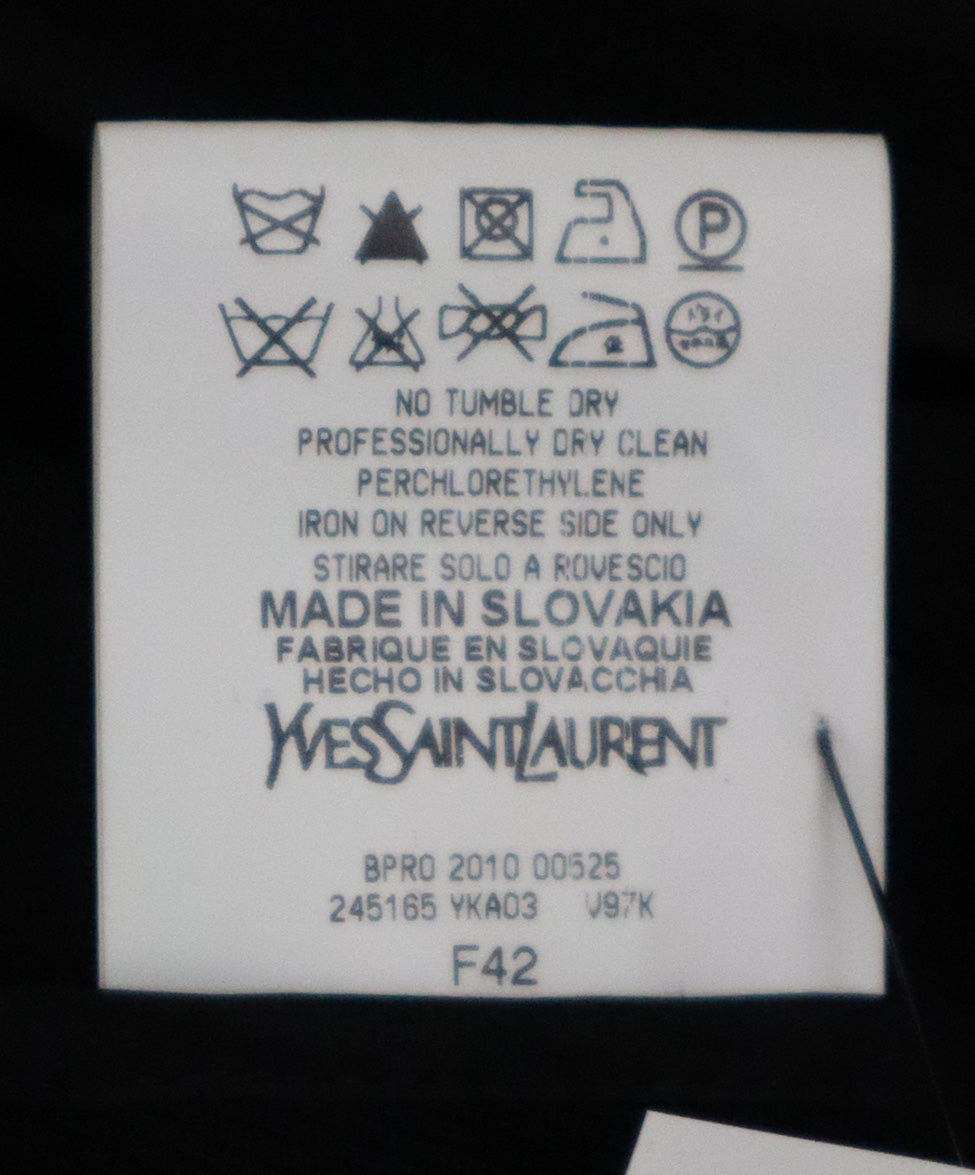 P
NO TUMBLE DRY
PROFESSIONALLY DRY CLEAN
PERCHLORETHYLENE
IRON ON REVERSE SIDE ONLY
STIRARE SOLO A ROVESCIO
MADE IN SLOVAKIA
FABRIQUE EN SLOVAQUIE
HECHO IN SLOVACCHIA
YVESSAINTLAURENT
BPRO 2010 00525
245165 YKA03 V97K
F42